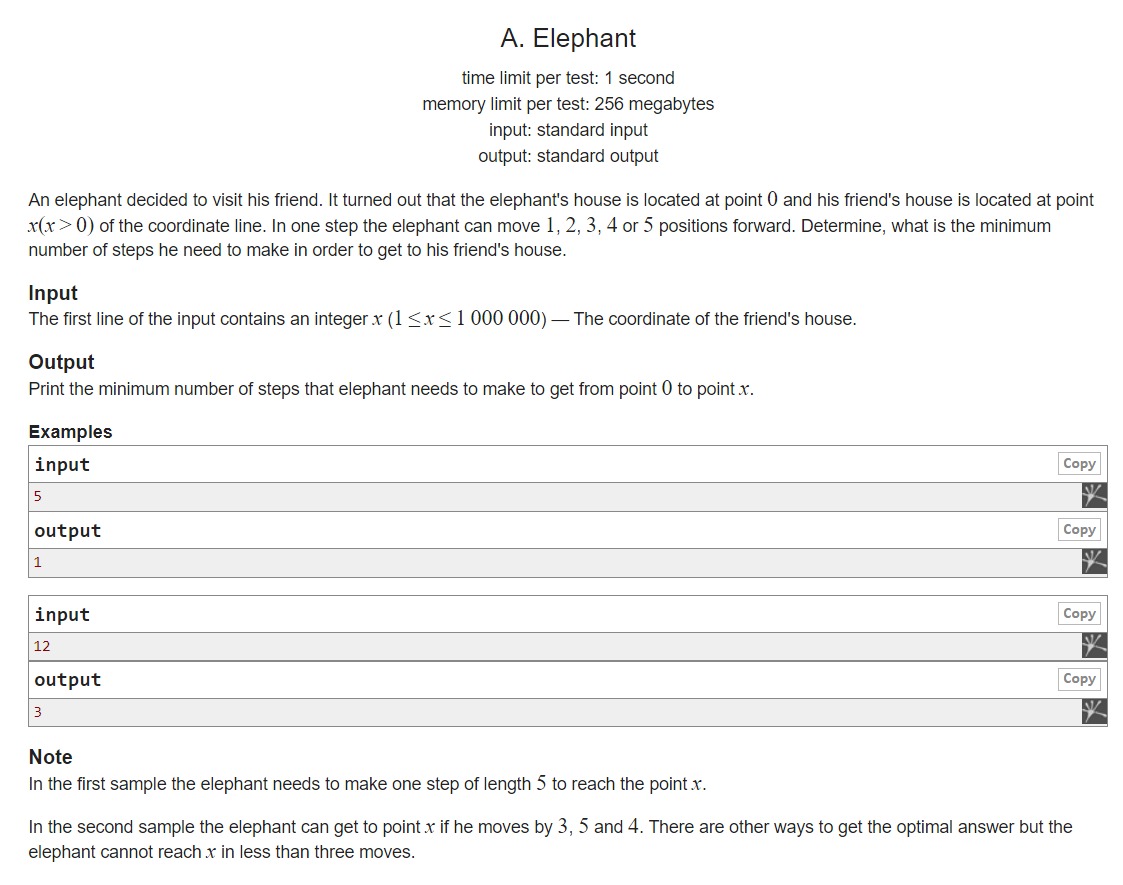 A. Elephant
time limit per test: 1 second
memory limit per test: 256 megabytes
input: standard input
output: standard output
An elephant decided to visit his friend. It turned out that the elephant's house is located at point 0 and his friend's house is located at point
x(x > 0) of the coordinate line. In one step the elephant can move 1, 2, 3, 4 or 5 positions forward. Determine, what is the minimum
number of steps he need to make in order to get to his friend's house.
Input
The first line of the input contains an integer x (1 ≤ x ≤ 1 000 000) — The coordinate of the friend's house.
Output
Print the minimum number of steps that elephant needs to make to get from point 0 to point x.
Examples
input Copy
5
output Copy
1
input Copy
12
output Copy
3
Note
In the first sample the elephant needs to make one step of length 5 to reach the point x.
In the second sample the elephant can get to point x if he moves by 3, 5 and 4. There are other ways to get the optimal answer but the
elephant cannot reach x in less than three moves.